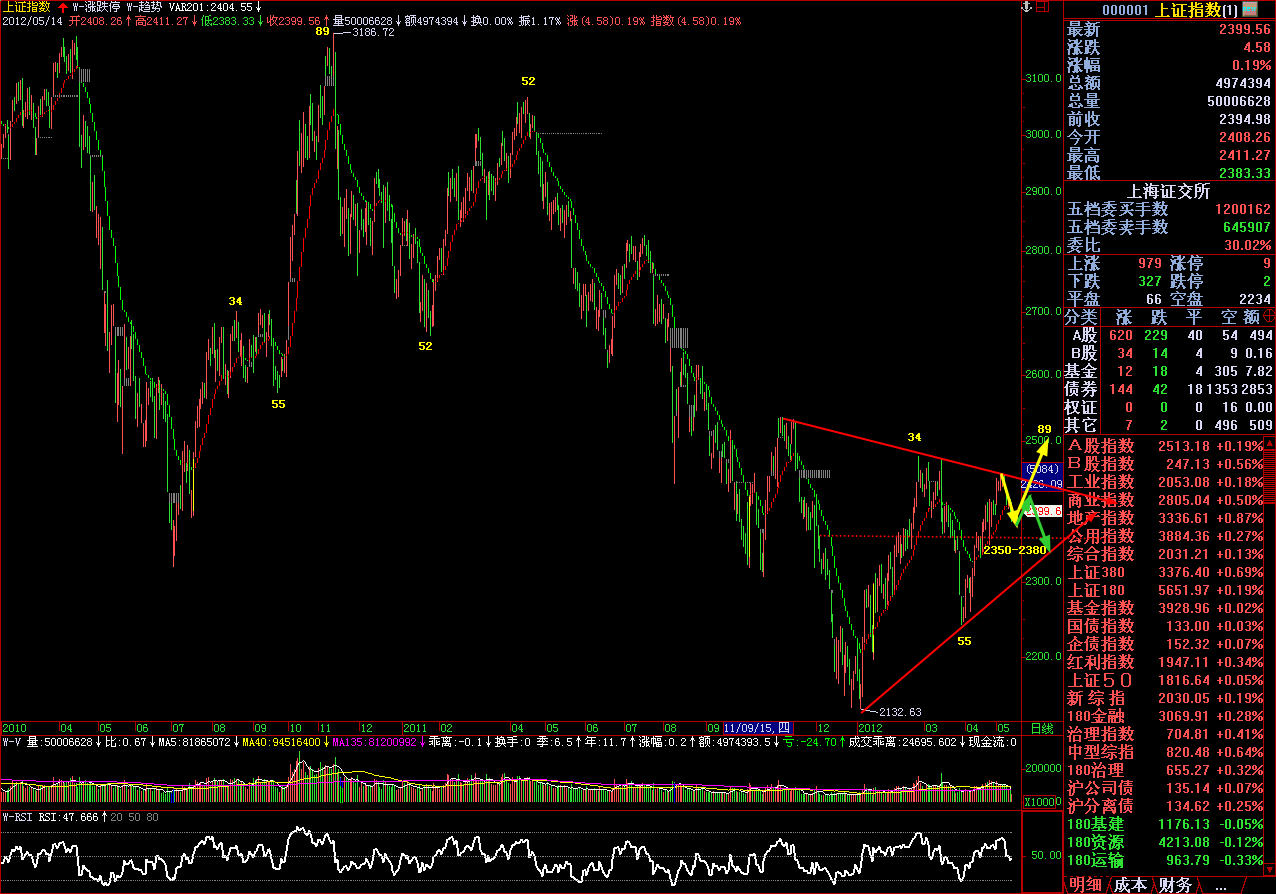 上证指数 ↑ W-涨跌停 W-趋势 VAR201:2404.55↓
2012/05/14 开2408.26↑高2411.27↓低2383.33↓收2399.56↑量50006628↓额4974394↓换0.00% 振1.17% 涨(4.58)0.19% 指数(4.58)0.19%
89
3186.72
52
34
52
55
34
89
2350-2380
55
2132.63
3100.0
3000.0
2900.0
2800.0
2700.0
2600.0
2500.0
(5084)
2426.09
2300.0
2200.0
2010 04 05 06 07 08 09 10 11 12 2011 02 04 05 06 07 08 09 11/09/15,四 12 2012 03 04 05 日线
W-V 量:50006628↓比:0.67↓MA5:81865072↓MA40:94516400↓MA135:81200992↓乖离:-0.1↓换手:0 季:6.5↑年:11.7↑涨幅:0.2↑额:4974393.5↓亏:-24.70↑成交乖离:24695.602↓现金流:0
200000
X10000
W-RSI RSI:47.666↑20 50 80
50.00
000001 上证指数(1)
最新 2399.56
涨跌 4.58
涨幅 0.19%
总额 4974394
总量 50006628
前收 2394.98
今开 2408.26
最高 2411.27
最低 2383.33
上海证交所
五档委买手数 1200162
五档委卖手数 645907
委比 30.02%
上涨 979 涨停 9
下跌 327 跌停 2
平盘 66 空盘 2234
分类 涨 跌 平 空 额
A股 620 229 40 54 494
B股 34 14 4 9 0.16
基金 12 18 4 305 7.82
债券 144 42 18 1353 2853
权证 0 0 0 16 0.00
其它 7 2 0 496 509
A股指数 2513.18 +0.19%
B股指数 247.13 +0.56%
工业指数 2053.08 +0.18%
商业指数 2805.04 +0.50%
地产指数 3336.61 +0.87%
公用指数 3884.36 +0.27%
综合指数 2031.21 +0.13%
上证380 3376.40 +0.69%
上证180 5651.97 +0.19%
基金指数 3928.96 +0.02%
国债指数 133.00 +0.03%
企债指数 152.32 +0.07%
红利指数 1947.11 +0.34%
上证50 1816.64 +0.05%
新综指 2030.05 +0.19%
180金融 3069.91 +0.28%
治理指数 704.81 +0.41%
中型综指 820.48 +0.64%
180治理 655.27 +0.32%
沪公司债 135.14 +0.07%
沪分离债 134.62 +0.25%
180基建 1176.13 -0.05%
180资源 4213.08 -0.12%
180运输 963.79 -0.33%
明细 成本 财务 ...